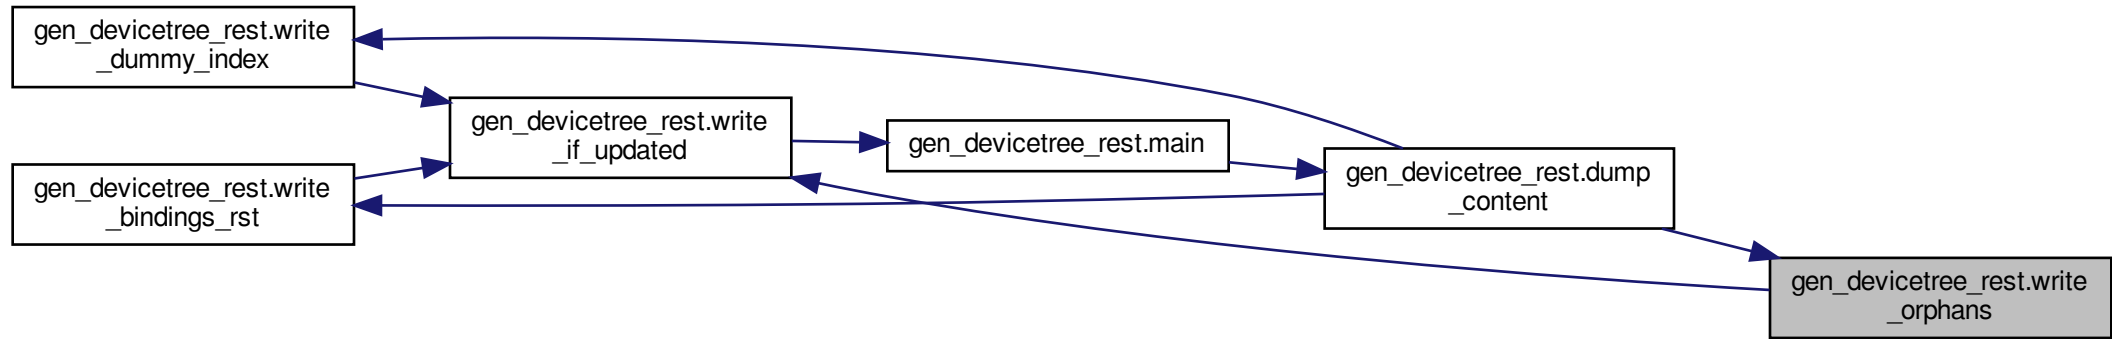 gen_devicetree_rest.write
_dummy_index
gen_devicetree_rest.write
_if_updated
gen_devicetree_rest.main
gen_devicetree_rest.dump
_content
gen_devicetree_rest.write
_bindings_rst
gen_devicetree_rest.write
_orphans